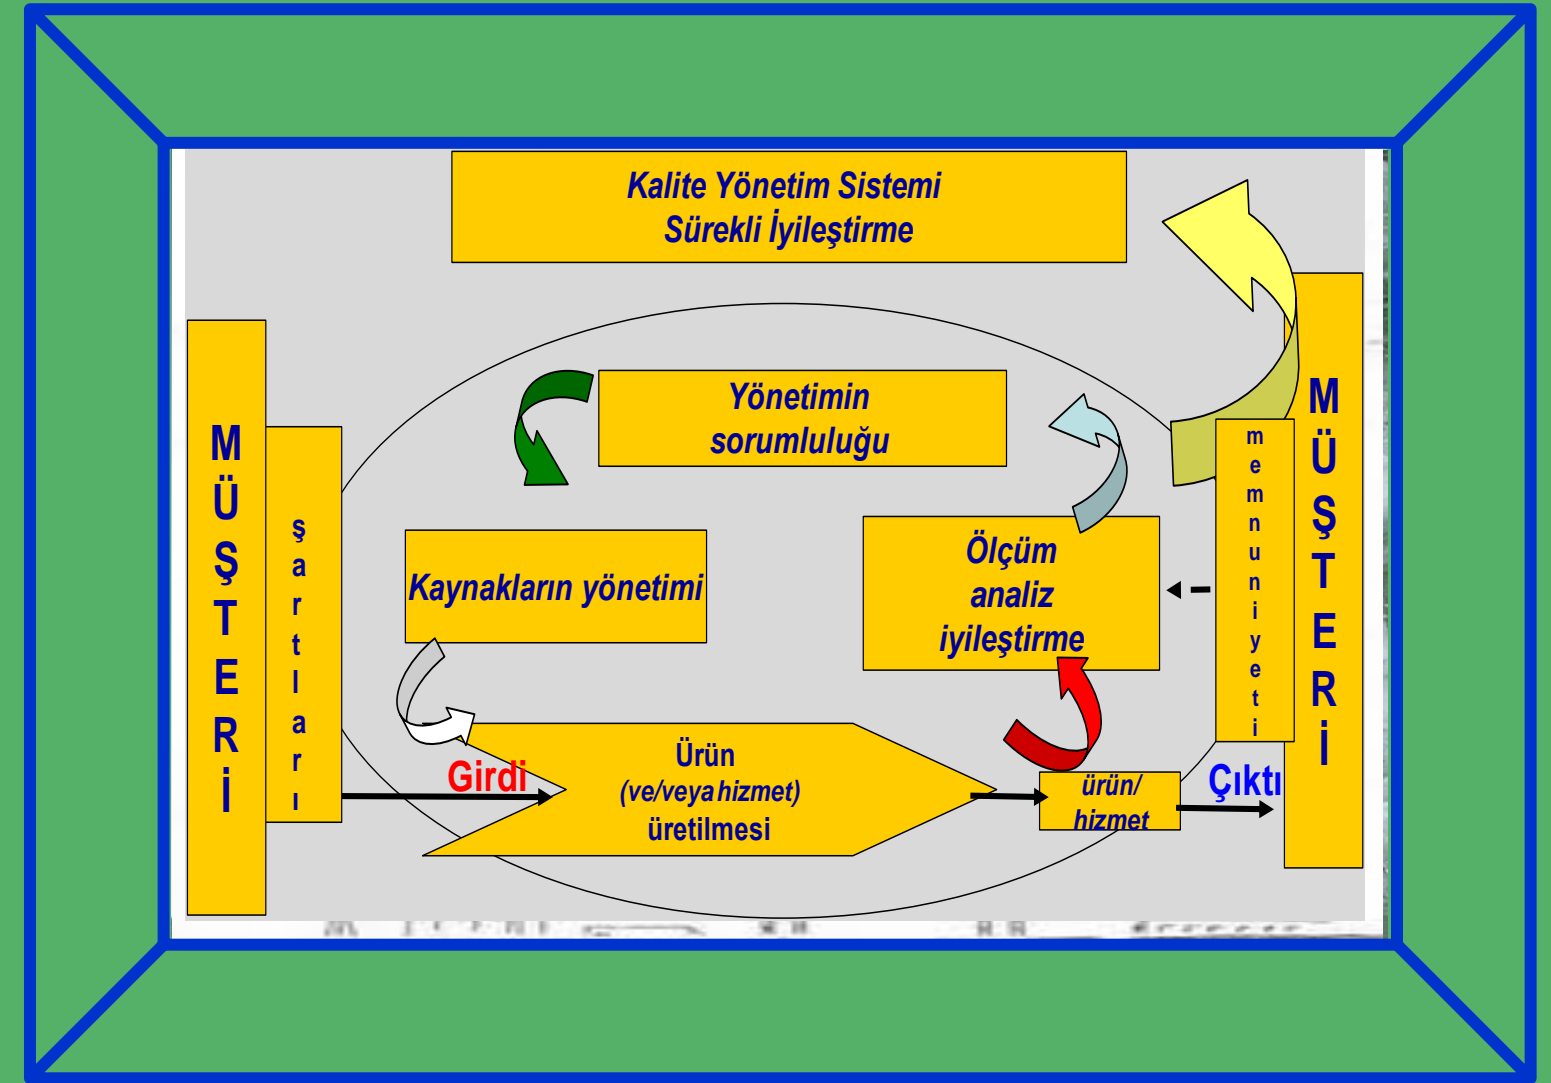 Kalite Yönetim Sistemi
Sürekli İyileştirme
MÜŞTERİ
şartları
Yönetimin
sorumluluğu
Kaynakların yönetimi
Ölçüm
analiz
iyileştirme
memnuniyeti
MÜŞTERİ
Girdi
Ürün
(ve/veya hizmet)
üretilmesi
ürün/
hizmet
Çıktı